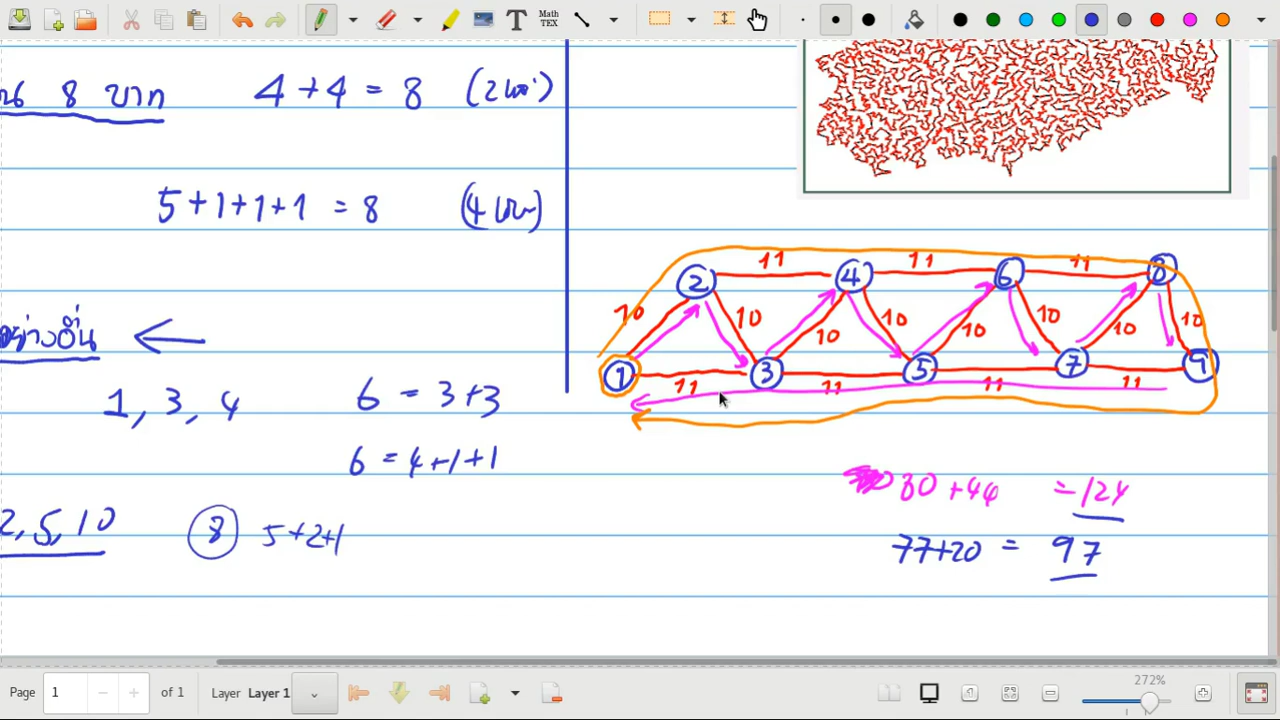 Math
TEX
8 บาท
4+4 = 8
5+1+1+1 = 8
1, 3, 4
6 = 3+3
6 = 4+1+1
2, 5, 10
8
5+2+1
11 11 11
2 4 6 8
10 10 10 10 10 10 10 10
1 3 5 7 9
11 11 11 11
80 +44 =124
77+20 = 97
Page 1 of 1 Layer Layer 1 272%